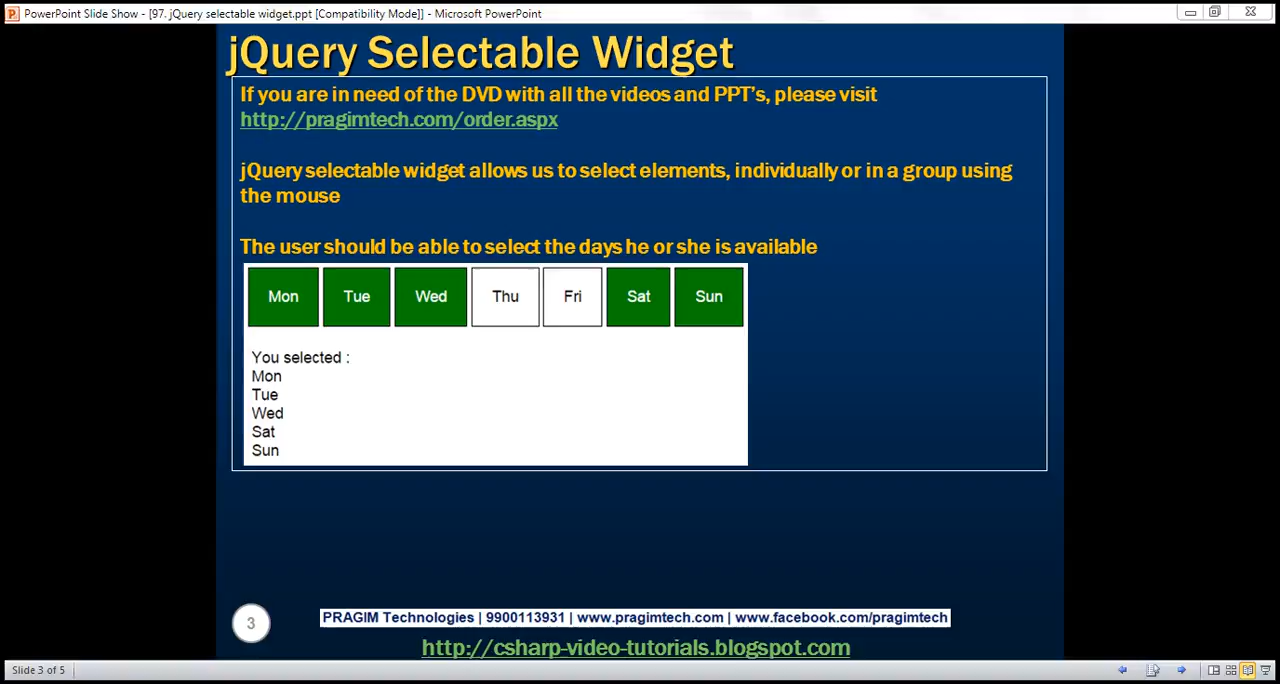 PowerPoint Slide Show - [97. jQuery selectable widget.ppt [Compatibility Mode]] - Microsoft PowerPoint
jQuery Selectable Widget
If you are in need of the DVD with all the videos and PPT's, please visit
http://pragimtech.com/order.aspx
jQuery selectable widget allows us to select elements, individually or in a group using
the mouse
The user should be able to select the days he or she is available
Mon Tue Wed Thu Fri Sat Sun
You selected :
Mon
Tue
Wed
Sat
Sun
3
PRAGIM Technologies | 9900113931 | www.pragimtech.com | www.facebook.com/pragimtech
http://csharp-video-tutorials.blogspot.com
Slide 3 of 5